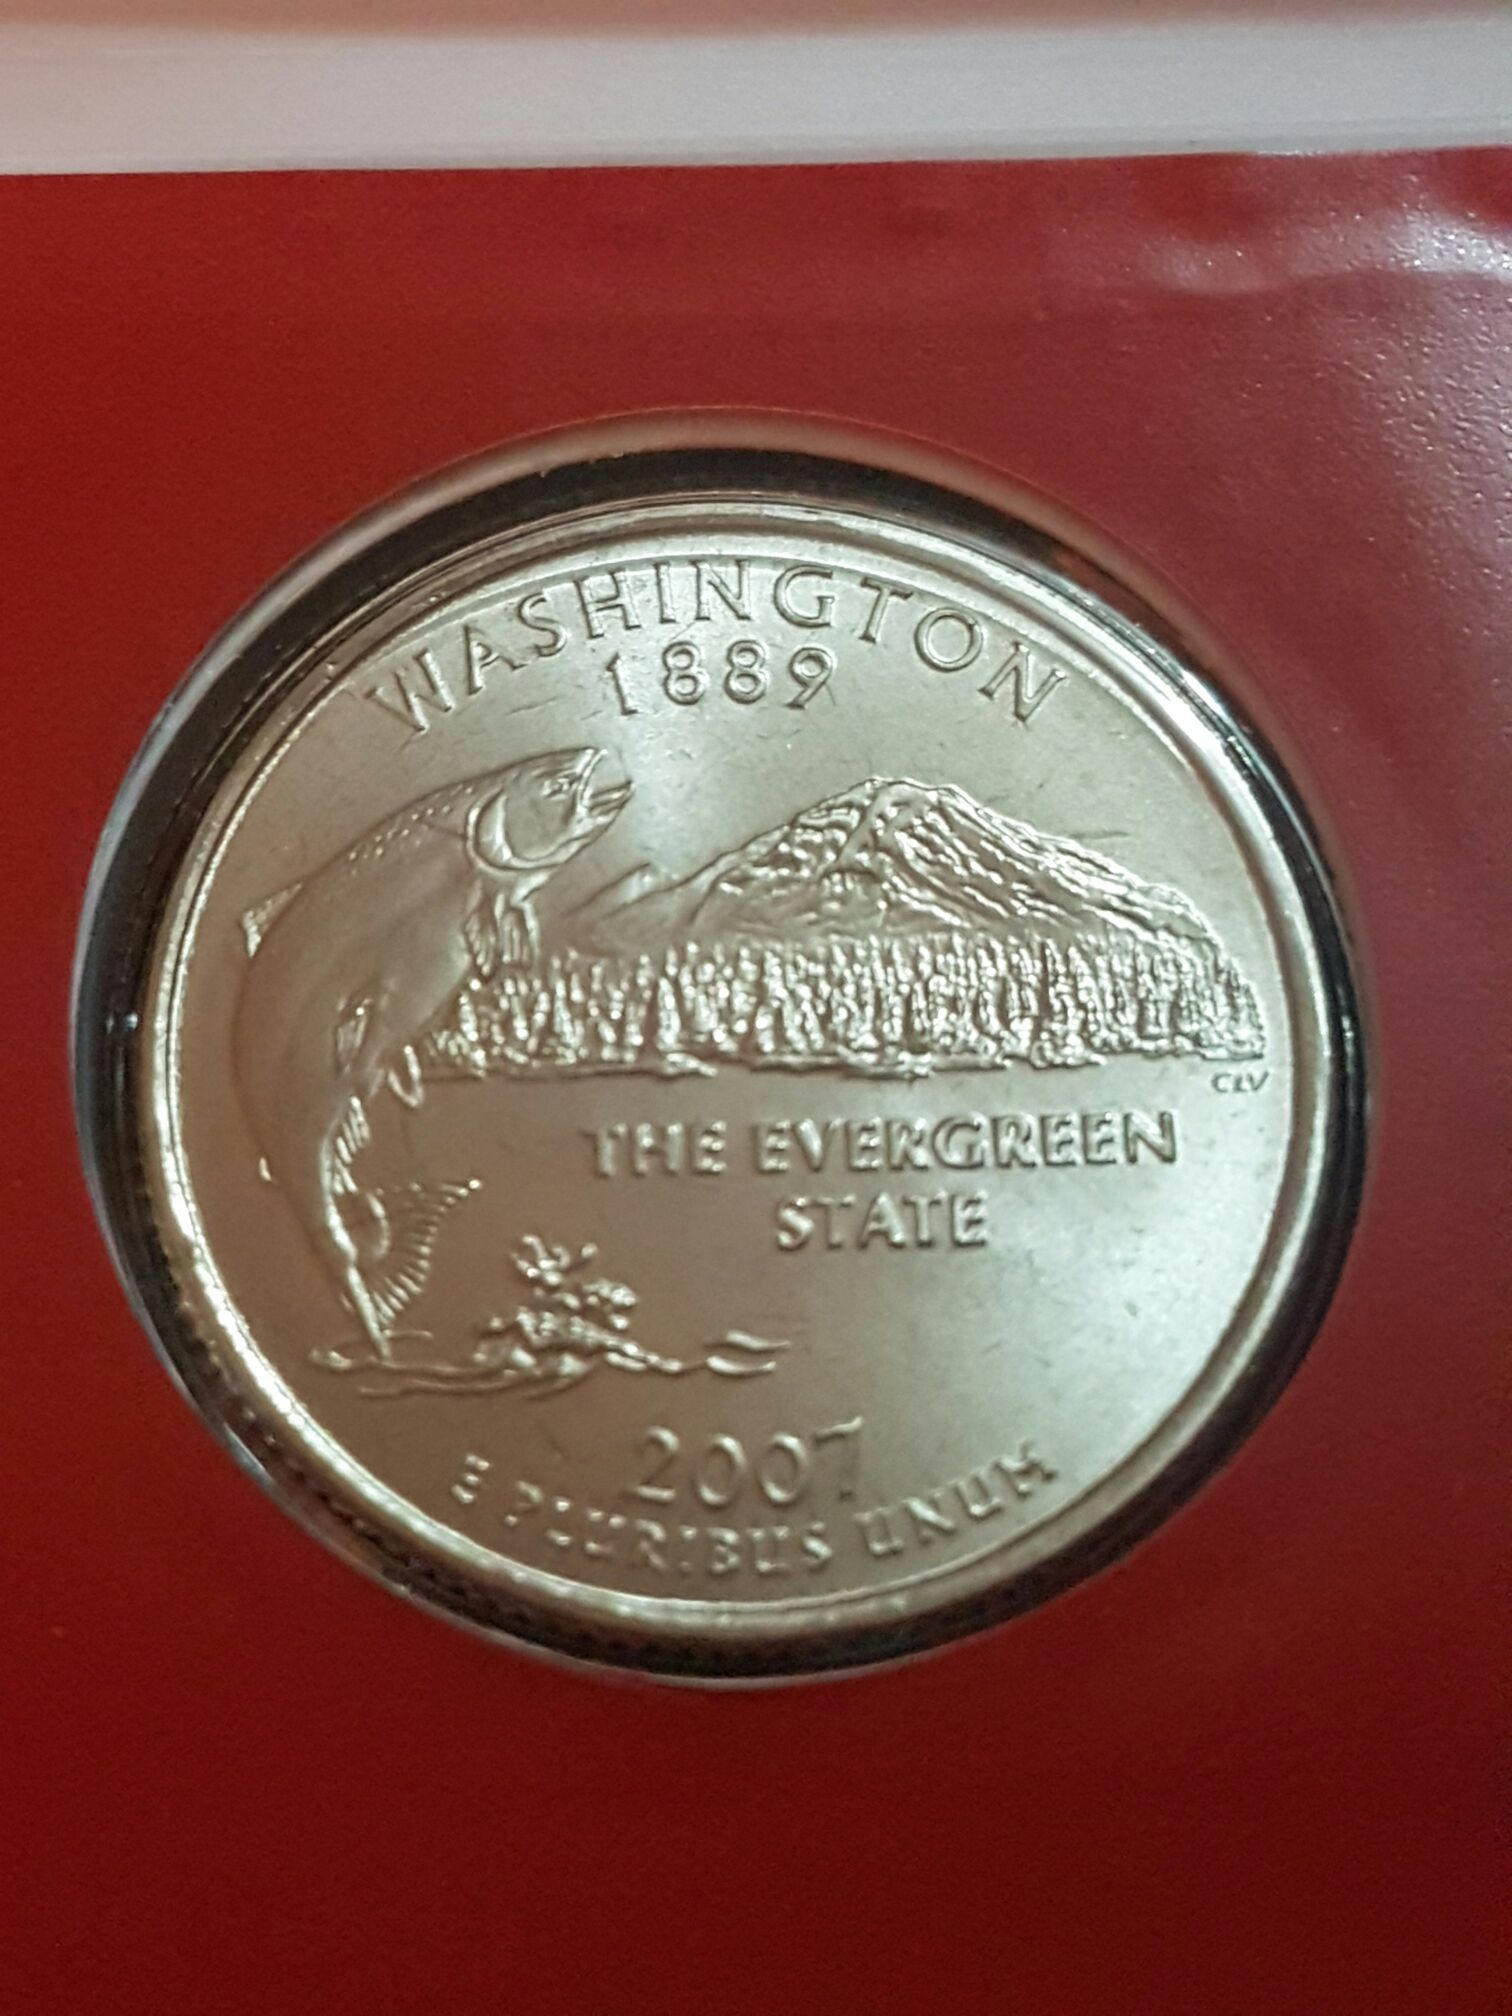 WASHINGTON
1889
CLV
THE EVERGREEN
STATE
2007
E PLURIBUS UNUM